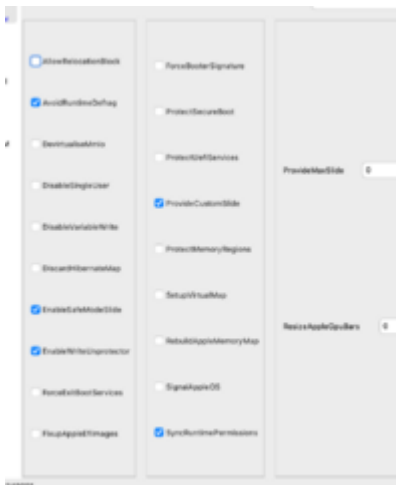 AllowRelocationBlock
AvoidRuntimeDefrag
DevirtualiseMmio
DisableSingleUser
DisableVariableWrite
DiscardHibernateMap
EnableSafeModeSlide
EnableWriteUnprotector
ForceExitBootServices
FixupAppleEfiImages
ForceBooterSignature
ProtectSecureBoot
ProtectUefiServices
ProvideCustomSlide
ProtectMemoryRegions
SetupVirtualMap
RebuildAppleMemoryMap
SignalAppleOS
SyncRuntimePermissions
ProvideMaxSlide 0
ResizeAppleGpuBars 0